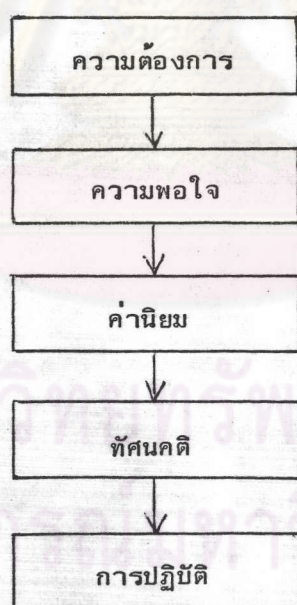 ความต้องการ
ความพอใจ
ค่านิยม
ทัศนคติ
การปฏิบัติ